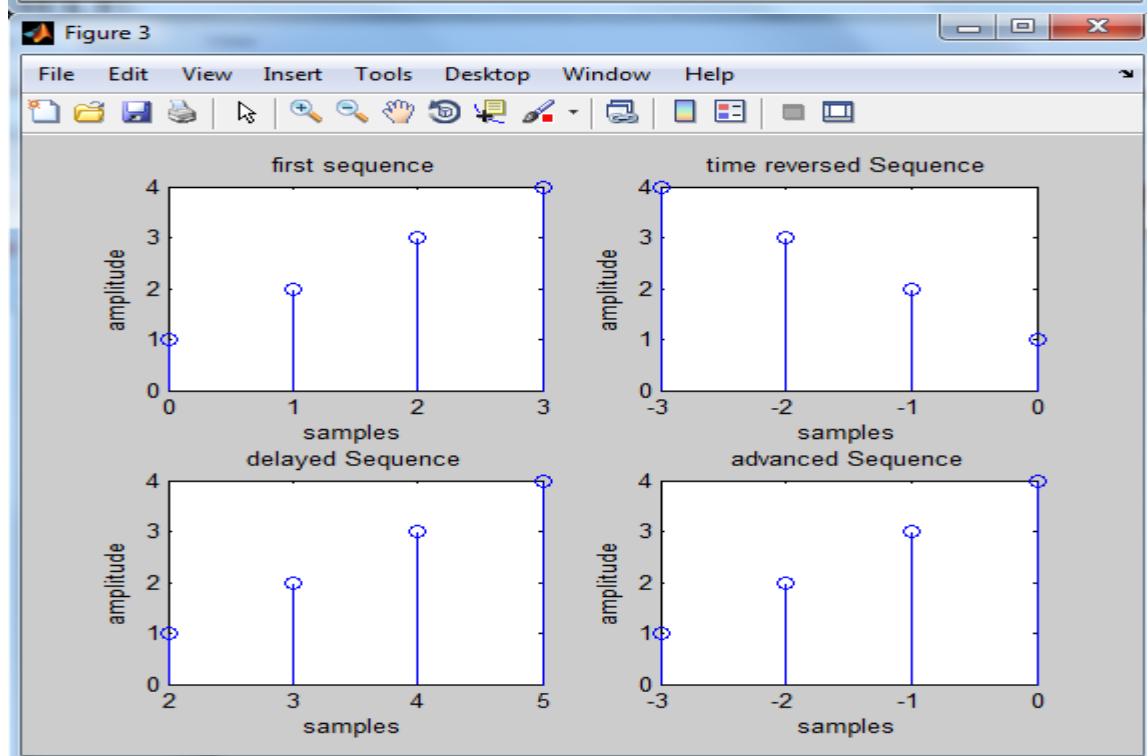 Figure 3
File Edit View Insert Tools Desktop Window Help
first sequence
4
3
2
1
0
amplitude
0 1 2 3
samples
time reversed Sequence
4
3
2
1
0
amplitude
-3 -2 -1 0
samples
delayed Sequence
4
3
2
1
0
amplitude
2 3 4 5
samples
advanced Sequence
4
3
2
1
0
amplitude
-3 -2 -1 0
samples